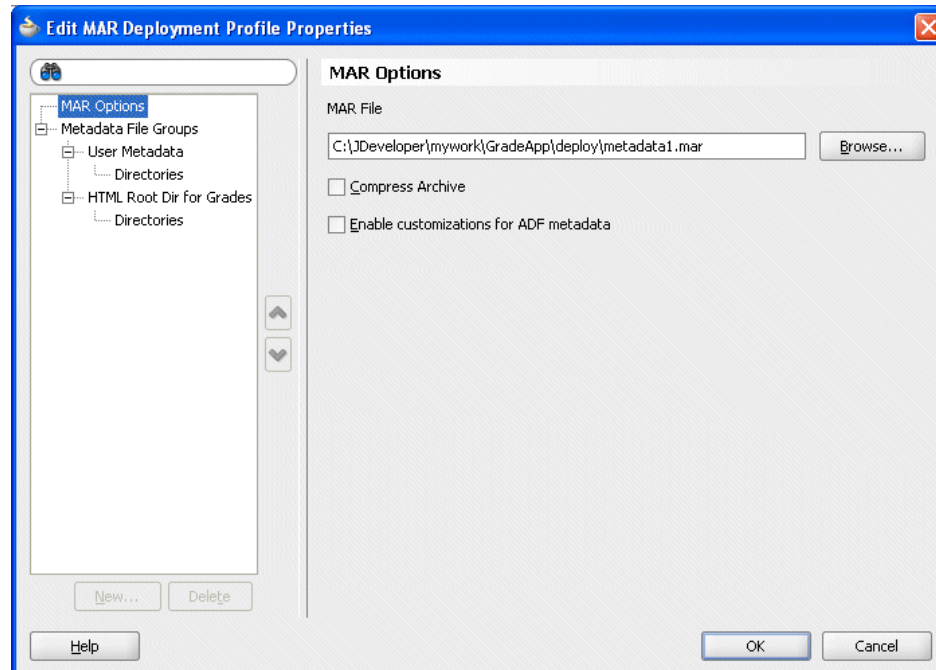 Edit MAR Deployment Profile Properties
MAR Options
Metadata File Groups
User Metadata
Directories
HTML Root Dir for Grades
Directories
New...
Delete
MAR Options
MAR File
C:\JDeveloper\mywork\GradeApp\deploy\metadata1.mar
Browse...
Compress Archive
Enable customizations for ADF metadata
Help
OK
Cancel